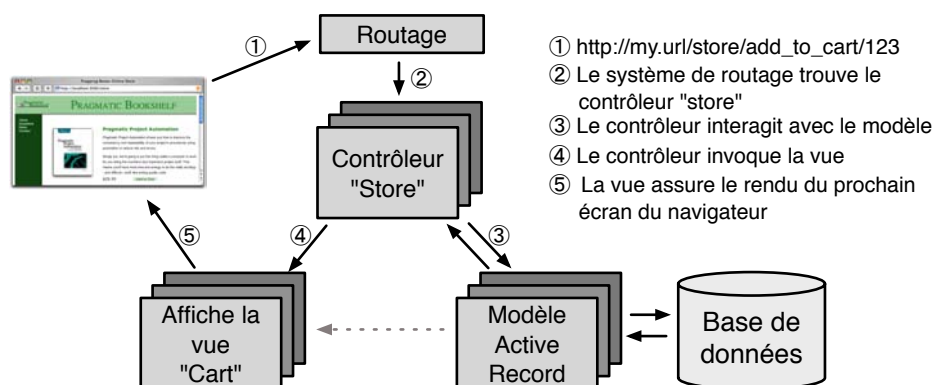 ① http://my.url/store/add_to_cart/123
② Le système de routage trouve le
contrôleur "store"
③ Le contrôleur interagit avec le modèle
④ Le contrôleur invoque la vue
⑤ La vue assure le rendu du prochain
écran du navigateur
Routage
①
②
PRAGMATIC BOOKSHELF
Pragmatic Project Automation
Contrôleur
"Store"
⑤
④
③
Affiche la
vue
"Cart"
Modèle
Active
Record
Base de
données